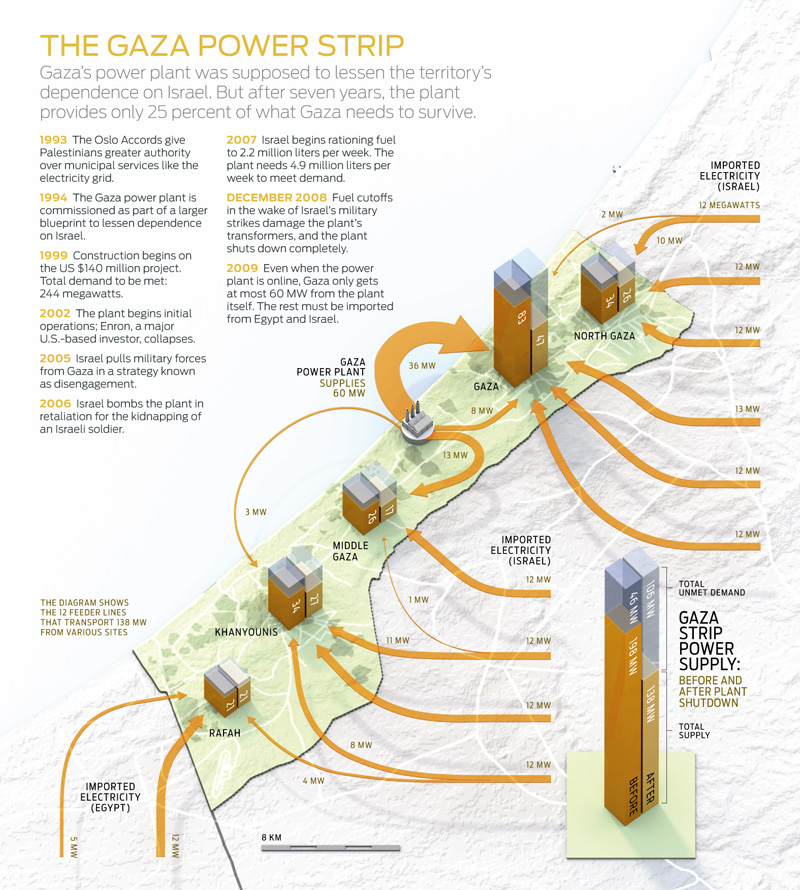 THE GAZA POWER STRIP
Gaza's power plant was supposed to lessen the territory's
dependence on Israel. But after seven years, the plant
provides only 25 percent of what Gaza needs to survive.
1993 The Oslo Accords give
Palestinians greater authority
over municipal services like the
electricity grid.
1994 The Gaza power plant is
commissioned as part of a larger
blueprint to lessen dependence
on Israel.
1999 Construction begins on
the US $140 million project.
Total demand to be met:
244 megawatts.
2002 The plant begins initial
operations; Enron, a major
U.S.-based investor, collapses.
2005 Israel pulls military forces
from Gaza in a strategy known
as disengagement.
2006 Israel bombs the plant in
retaliation for the kidnapping of
an Israeli soldier.
2007 Israel begins rationing fuel
to 2.2 million liters per week. The
plant needs 4.9 million liters per
week to meet demand.
DECEMBER 2008 Fuel cutoffs
in the wake of Israel's military
strikes damage the plant's
transformers, and the plant
shuts down completely.
2009 Even when the power
plant is online, Gaza only gets
at most 60 MW from the plant
itself. The rest must be imported
from Egypt and Israel.
IMPORTED
ELECTRICITY
(ISRAEL)
12 MEGAWATTS
2 MW
10 MW
12 MW
34
26
NORTH GAZA
12 MW
83
47
GAZA
GAZA
POWER PLANT
SUPPLIES
60 MW
36 MW
8 MW
13 MW
13 MW
12 MW
12 MW
3 MW
26
17
MIDDLE
GAZA
IMPORTED
ELECTRICITY
(ISRAEL)
12 MW
1 MW
12 MW
11 MW
34
27
KHANYOUNIS
12 MW
THE DIAGRAM SHOWS
THE 12 FEEDER LINES
THAT TRANSPORT 138 MW
FROM VARIOUS SITES
21
RAFAH
8 MW
4 MW
12 MW
IMPORTED
ELECTRICITY
(EGYPT)
5 MW
12 MW
8 KM
46 MW
106 MW
198 MW
138 MW
BEFORE
AFTER
TOTAL
UNMET DEMAND
GAZA
STRIP
POWER
SUPPLY:
BEFORE AND
AFTER PLANT
SHUTDOWN
TOTAL
SUPPLY